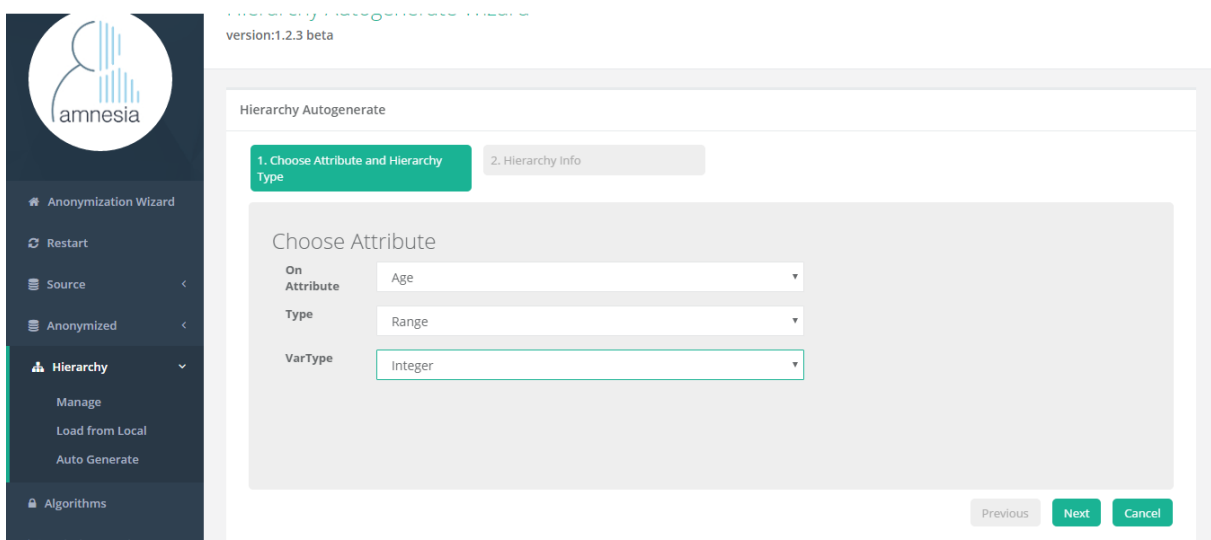 Hierarchy Autogenerate Wizard
version:1.2.3 beta
amnesia
Anonymization Wizard
Restart
Source
Anonymized
Hierarchy
Manage
Load from Local
Auto Generate
Algorithms
Hierarchy Autogenerate
1. Choose Attribute and Hierarchy
Type
2. Hierarchy Info
Choose Attribute
On
Attribute
Age
Type
Range
VarType
Integer
Previous
Next
Cancel